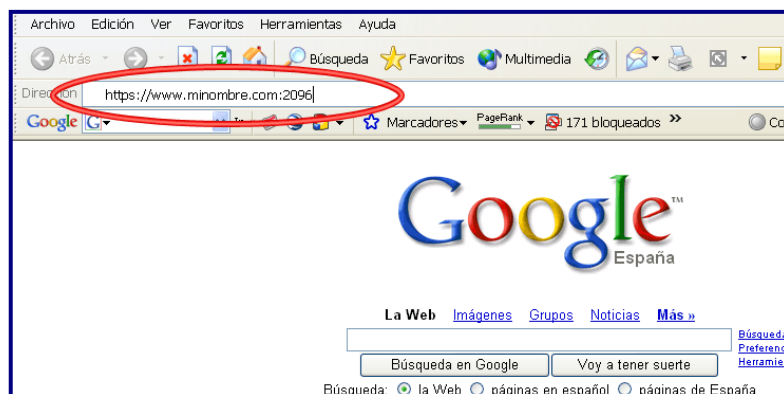 Archivo Edición Ver Favoritos Herramientas Ayuda
Atrás Búsqueda Favoritos Multimedia
Dirección https://www.minombre.com:2096
Google G Ir Marcadores PageRank 171 bloqueados »
Google™
España
La Web Imágenes Grupos Noticias Más »
Búsqueda en Google Voy a tener suerte
Búsqueda: la Web páginas en español páginas de España